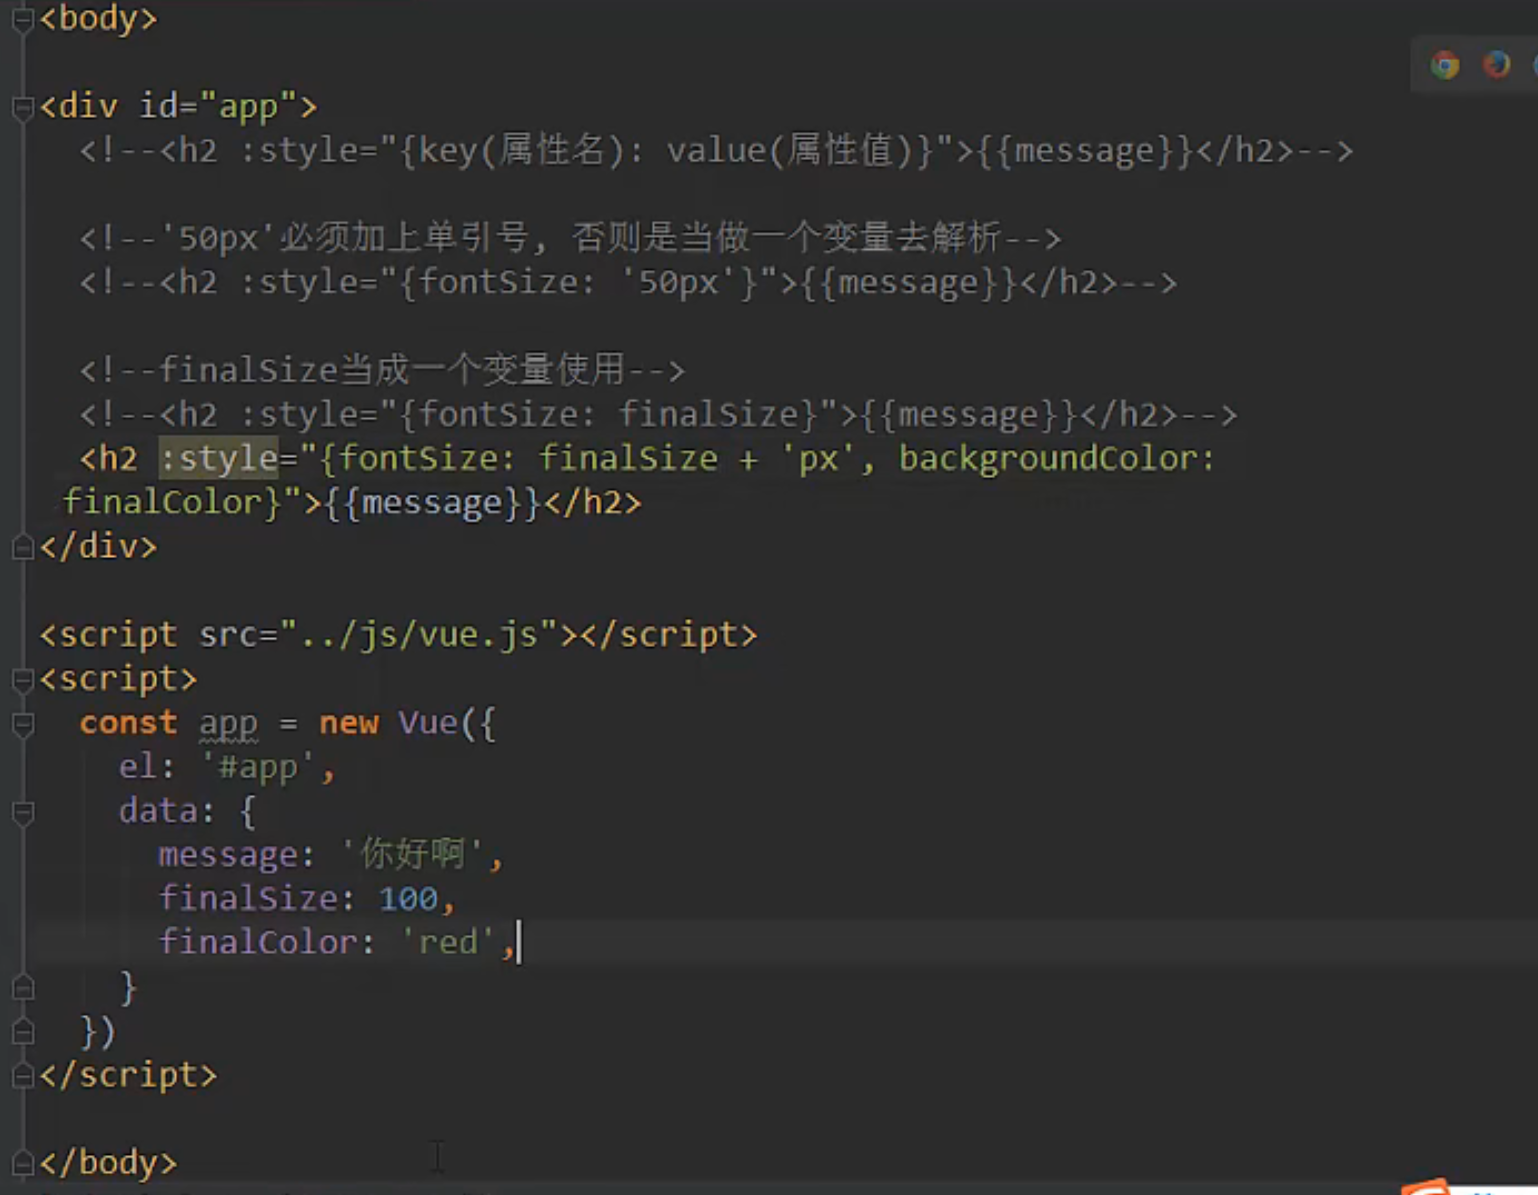 <body>
<div id="app">
<!--<h2 :style="{key(属性名): value(属性值)}">{{message}}</h2>-->
<!--'50px'必须加上单引号, 否则是当做一个变量去解析-->
<!--<h2 :style="{fontSize: '50px'}">{{message}}</h2>-->
<!--finalSize当成一个变量使用-->
<!--<h2 :style="{fontSize: finalSize}">{{message}}</h2>-->
<h2 :style="{fontSize: finalSize + 'px', backgroundColor:
finalColor}">{{message}}</h2>
</div>
<script src="../js/vue.js"></script>
<script>
const app = new Vue({
el: '#app',
data: {
message: '你好啊',
finalSize: 100,
finalColor: 'red',
}
})
</script>
</body>